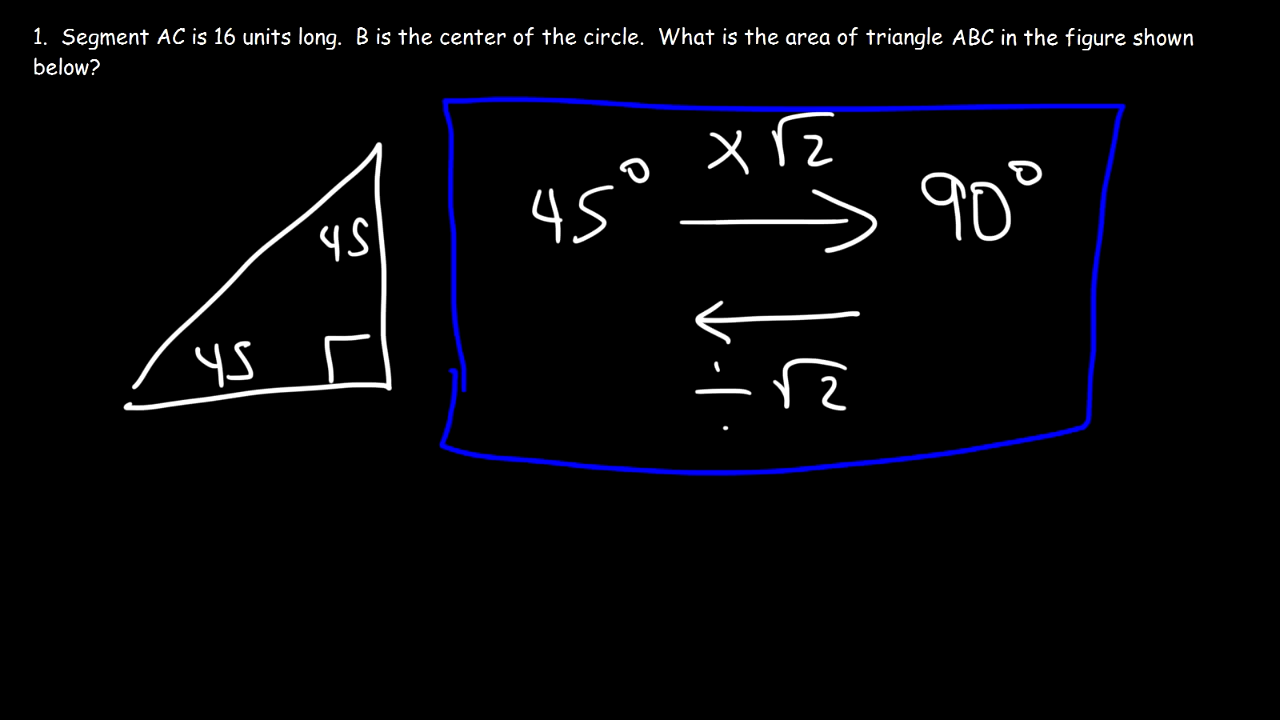 1. Segment AC is 16 units long. B is the center of the circle. What is the area of triangle ABC in the figure shown
below?
45
45
x √2
45° → 90°
←
÷ √2